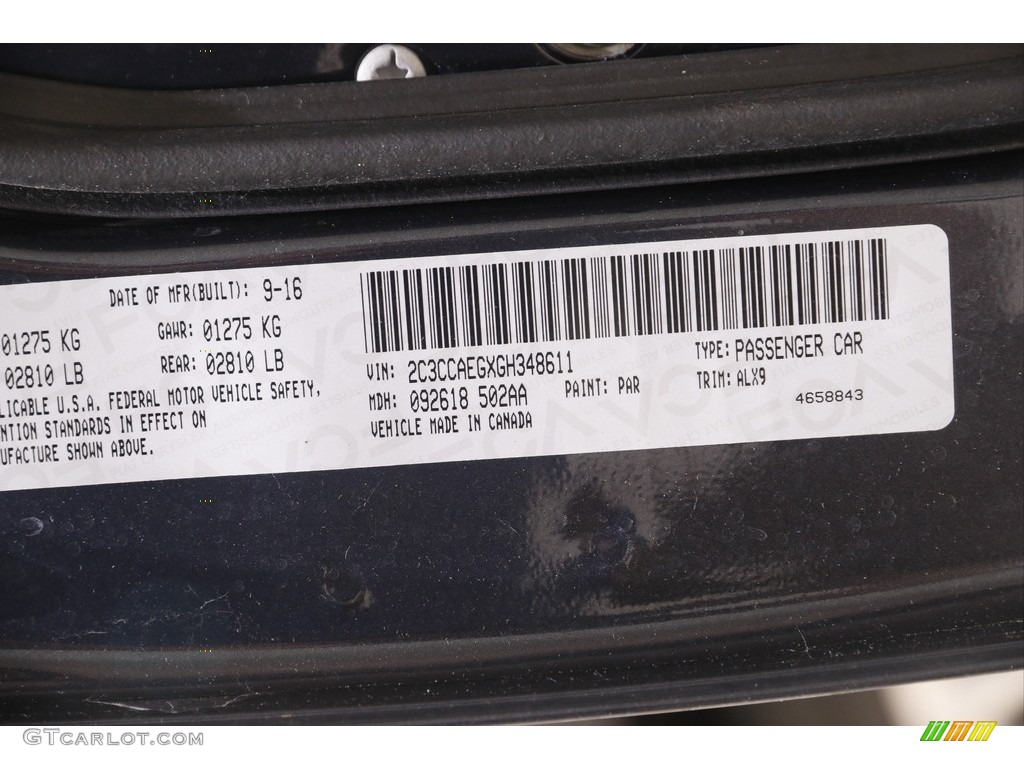 DATE OF MFR(BUILT): 9-16
01275 KG GAWR: 01275 KG
02810 LB REAR: 02810 LB
LICABLE U.S.A. FEDERAL MOTOR VEHICLE SAFETY,
NTION STANDARDS IN EFFECT ON
UFACTURE SHOWN ABOVE.
VIN: 2C3CCAEGXGH348611 TYPE: PASSENGER CAR
MDH: 092618 502AA PAINT: PAR TRIM: ALX9
VEHICLE MADE IN CANADA 4658843
GTCARLOT.COM